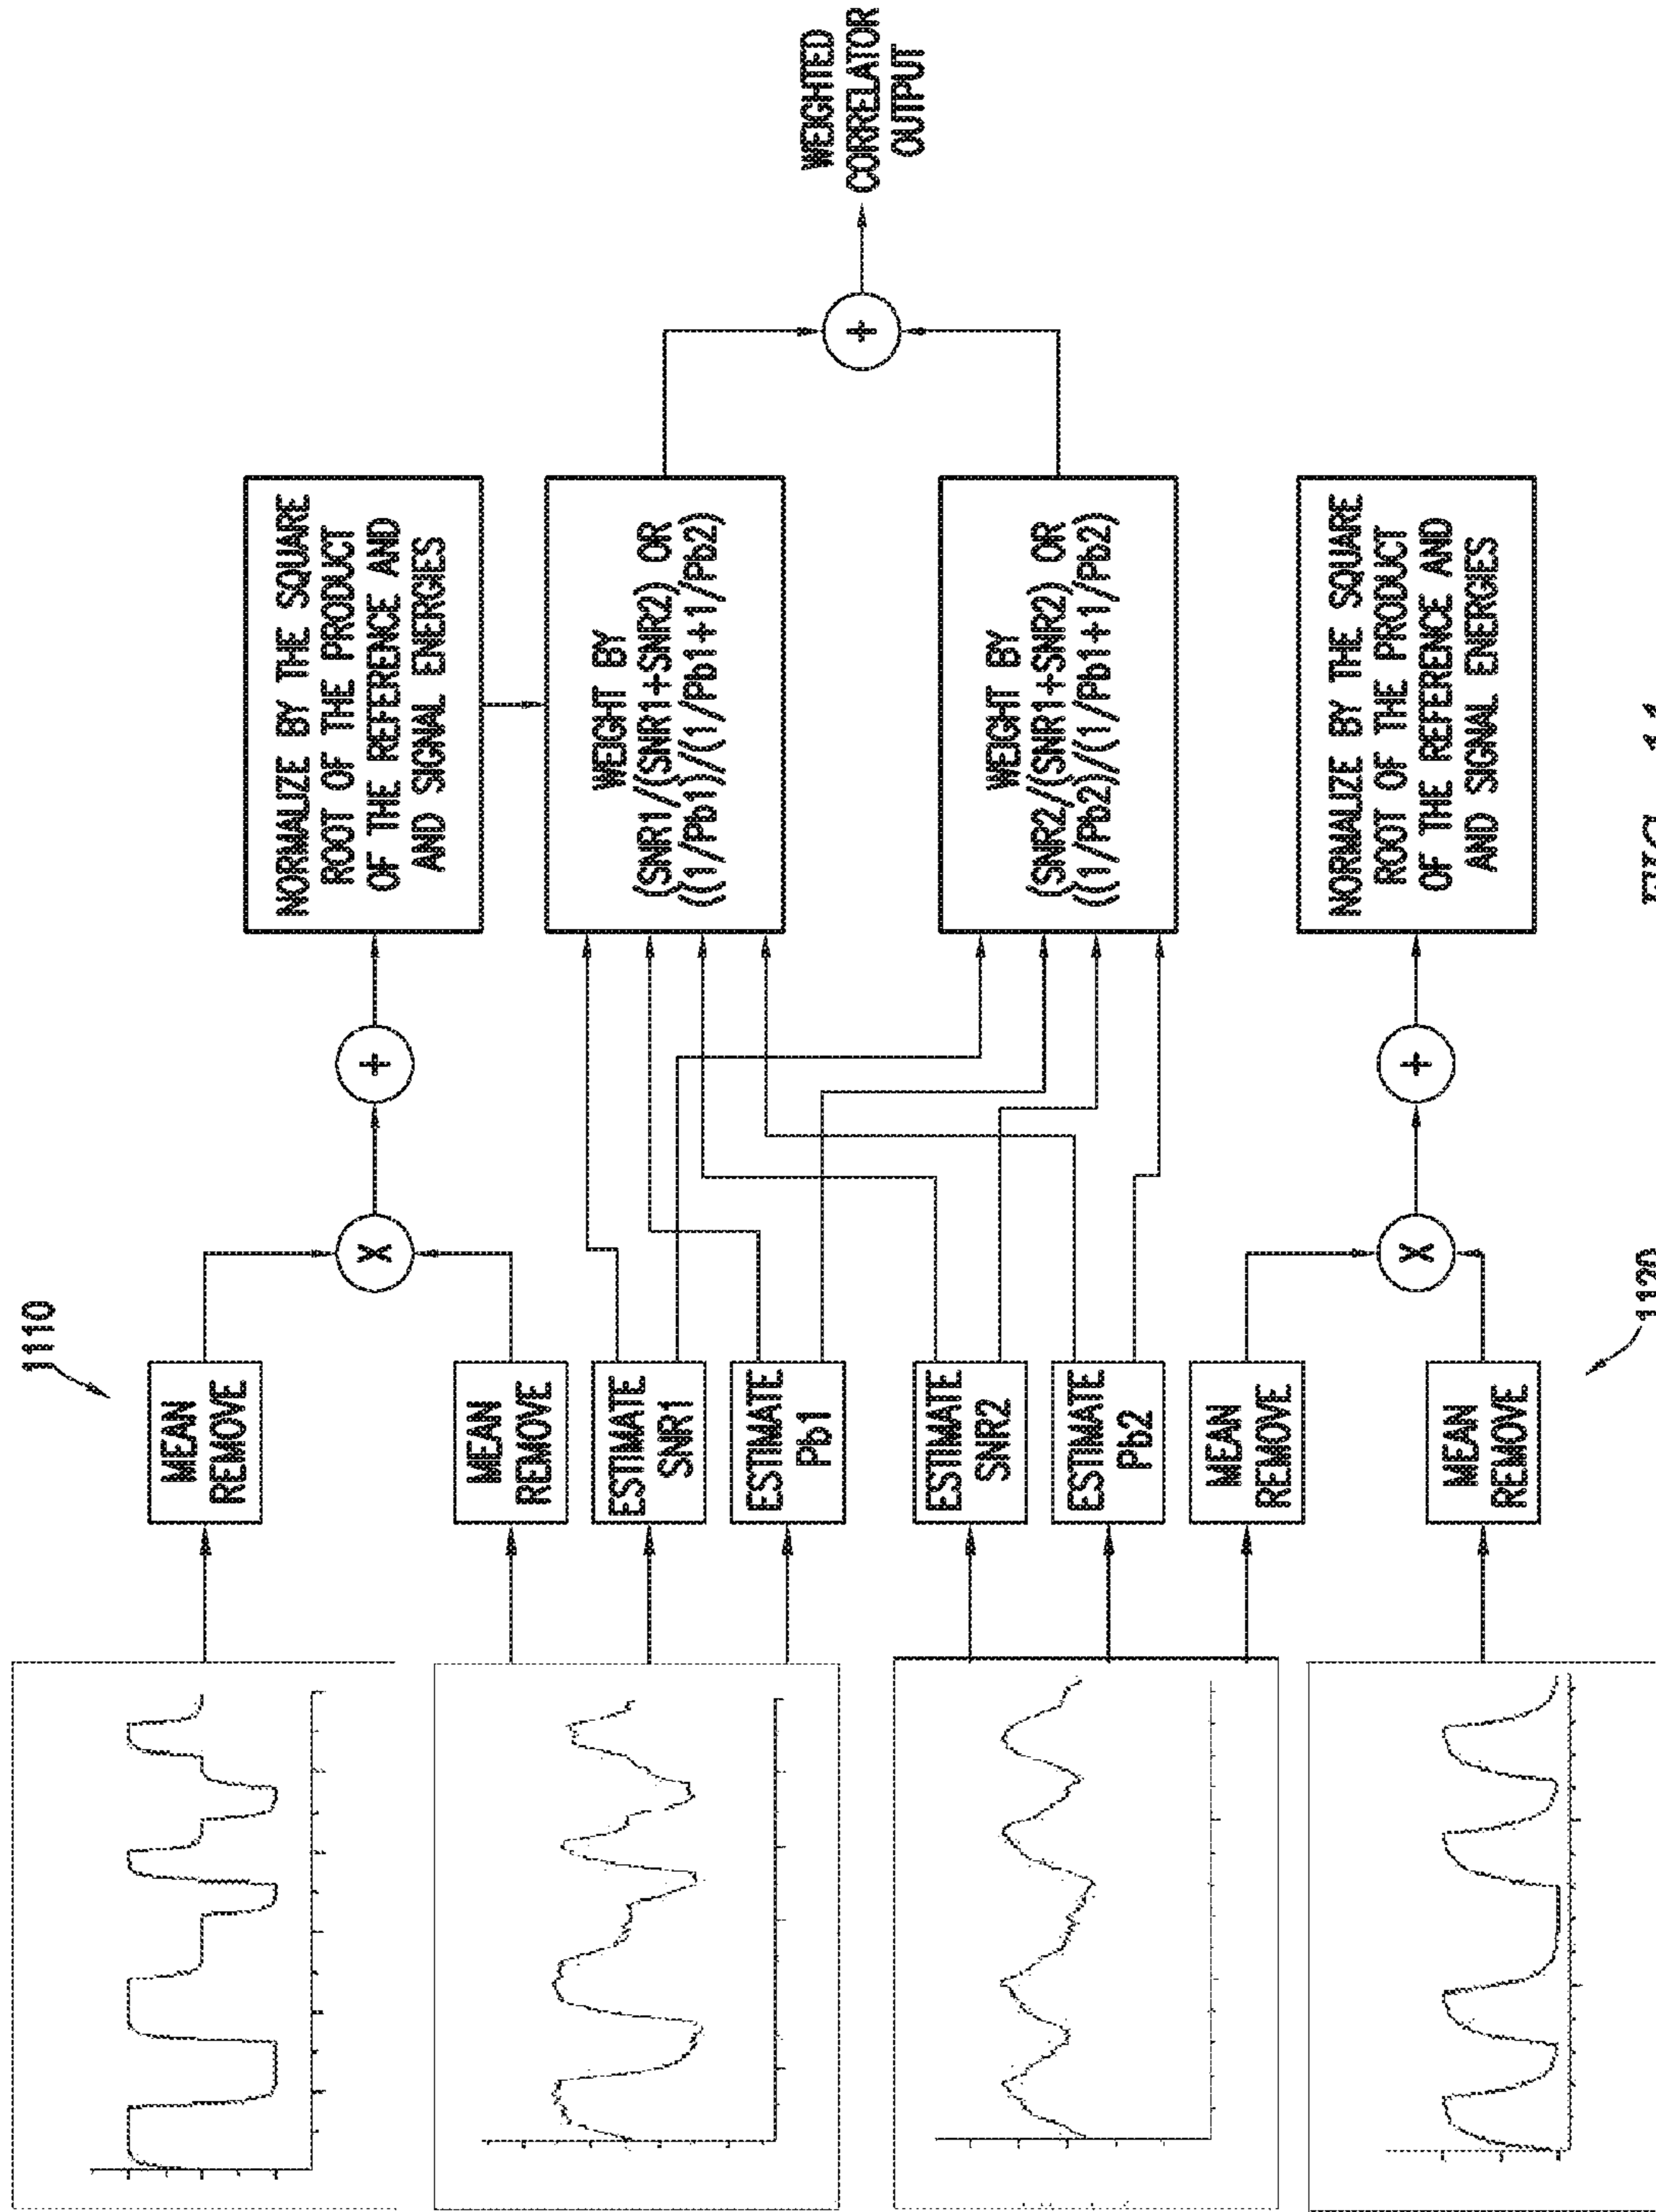 1110
MEAN
REMOVE
X
+
NORMALIZE BY THE SQUARE
ROOT OF THE PRODUCT
OF THE REFERENCE AND
AND SIGNAL ENERGIES
MEAN
REMOVE
ESTIMATE
SNR1
ESTIMATE
Pb1
WEIGHT BY
(SNR1/(SNR1+SNR2) OR
((1/Pb1)/(1/Pb1+1/Pb2)
+
WEIGHTED
CORRELATOR
OUTPUT
ESTIMATE
SNR2
ESTIMATE
Pb2
WEIGHT BY
(SNR2/(SNR1+SNR2) OR
((1/Pb2)/(1/Pb1+1/Pb2)
MEAN
REMOVE
MEAN
REMOVE
X
+
NORMALIZE BY THE SQUARE
ROOT OF THE PRODUCT
OF THE REFERENCE AND
AND SIGNAL ENERGIES
1120
FIG. 11